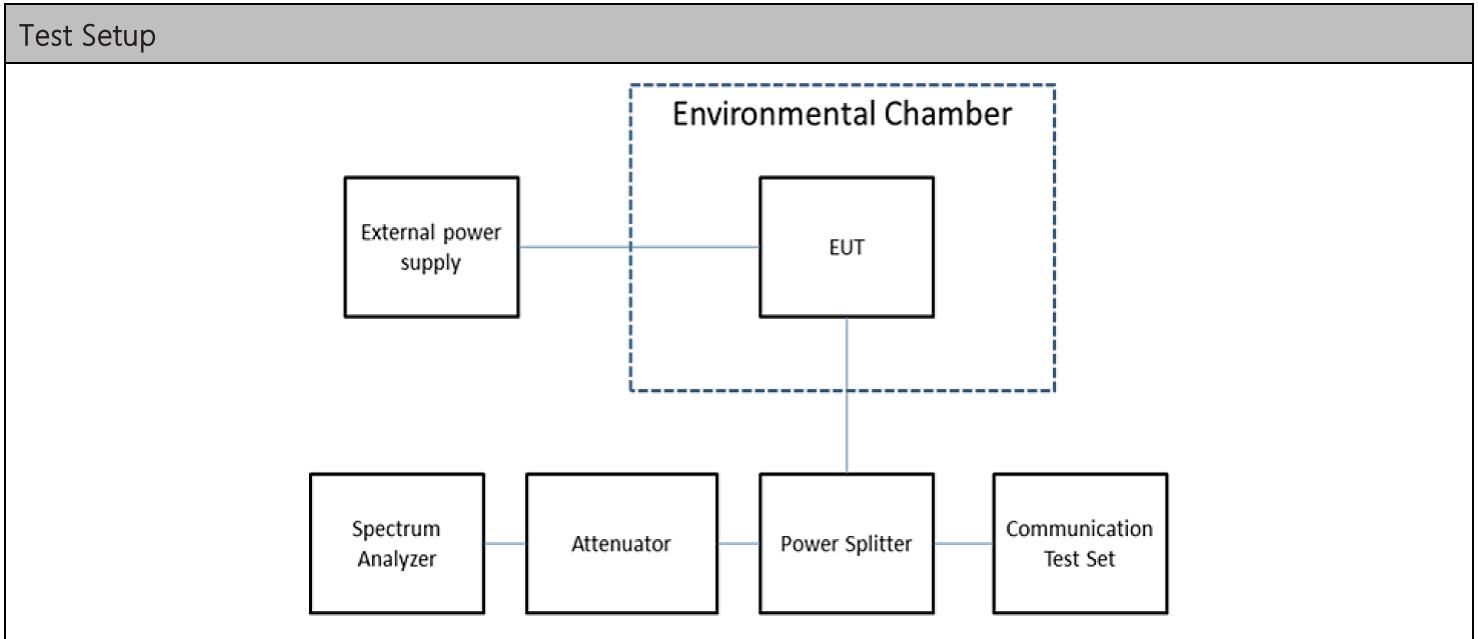 Test Setup
Environmental Chamber
External power
supply
EUT
Spectrum
Analyzer
Attenuator
Power Splitter
Communication
Test Set